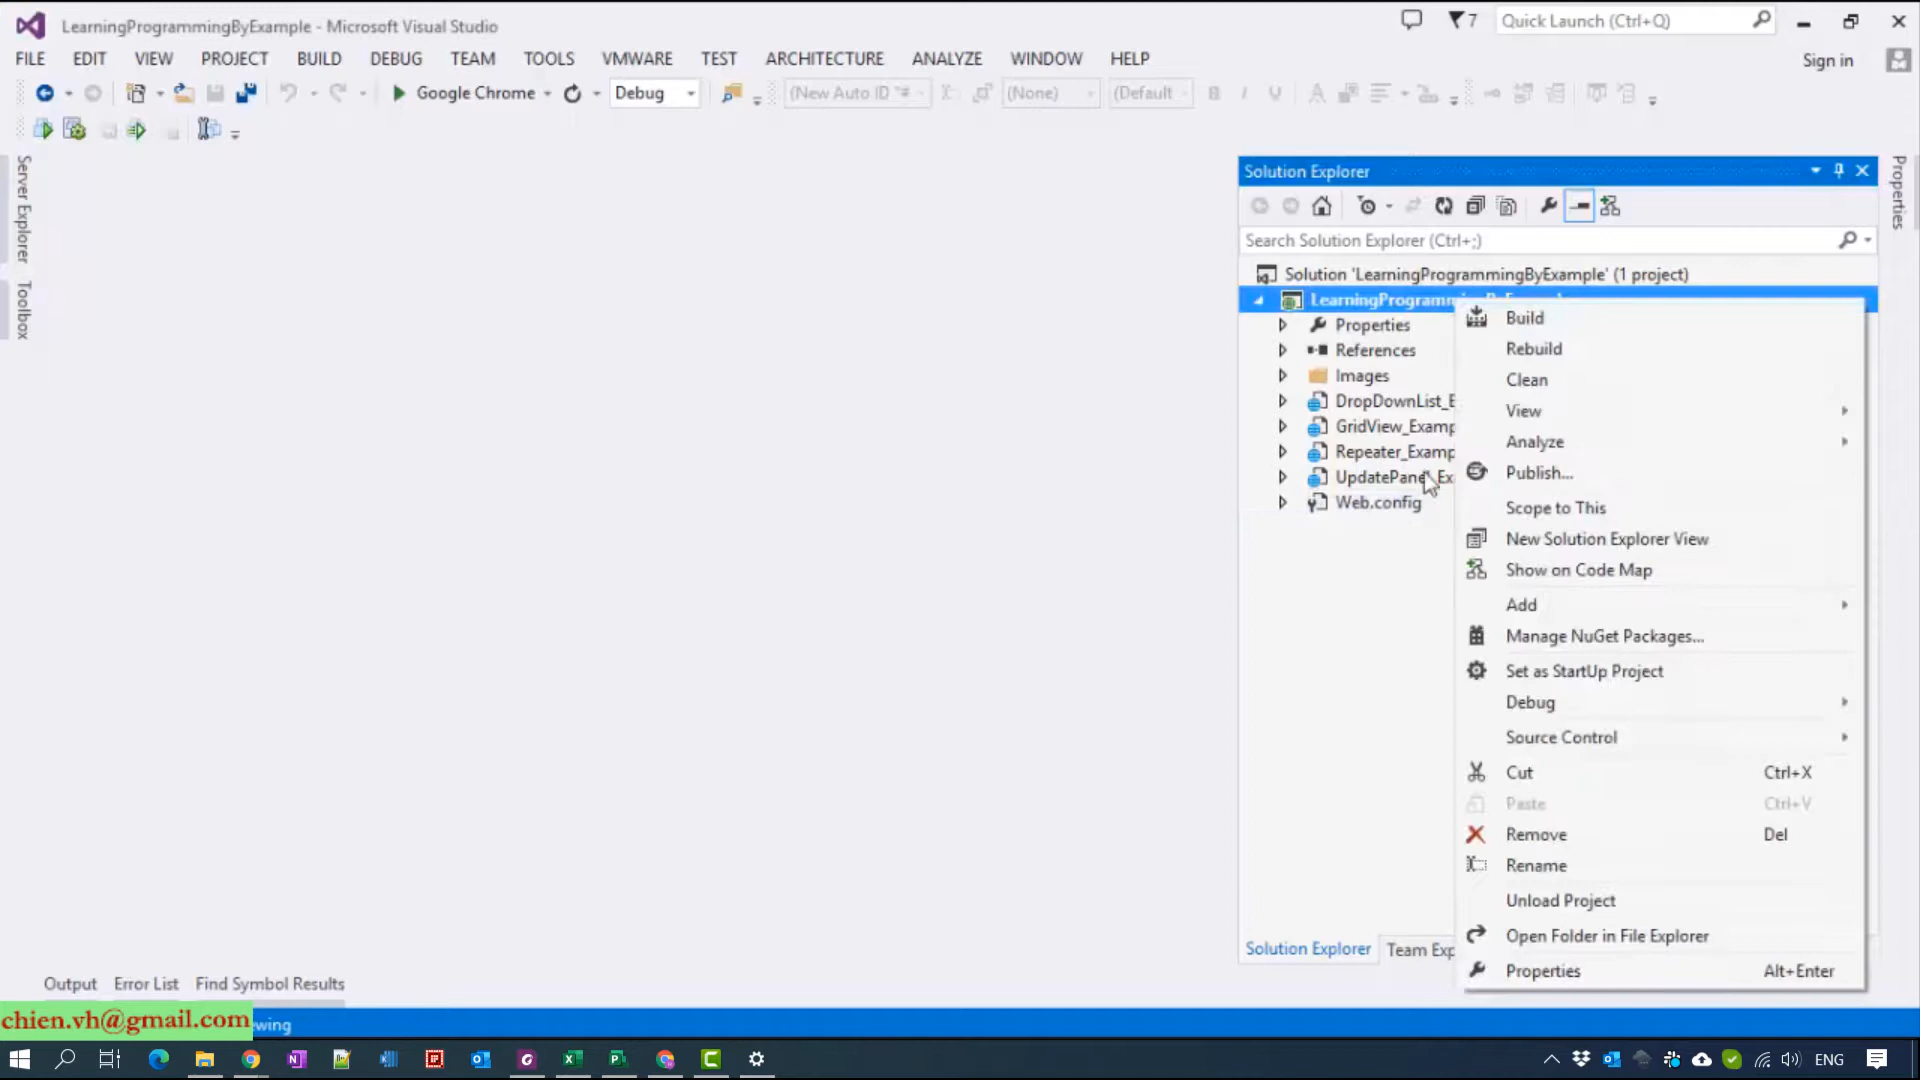 LearningProgrammingByExample - Microsoft Visual Studio
7
Quick Launch (Ctrl+Q)
FILE EDIT VIEW PROJECT BUILD DEBUG TEAM TOOLS VMWARE TEST ARCHITECTURE ANALYZE WINDOW HELP
Sign in
Google Chrome
Debug
(New Auto ID
(None)
(Default
Server Explorer
Toolbox
Properties
Solution Explorer
Search Solution Explorer (Ctrl+;)
Solution 'LearningProgrammingByExample' (1 project)
Properties
References
Images
DropDownList_E
GridView_Examp
Repeater_Examp
UpdatePanel_Ex
Web.config
Build
Rebuild
Clean
View
Analyze
Publish...
Scope to This
New Solution Explorer View
Show on Code Map
Add
Manage NuGet Packages...
Set as StartUp Project
Debug
Source Control
Cut Ctrl+X
Paste Ctrl+V
Remove Del
Rename
Unload Project
Open Folder in File Explorer
Properties Alt+Enter
Solution Explorer
Team Exp
Output Error List Find Symbol Results
chien.vh@gmail.com
ewing
ENG